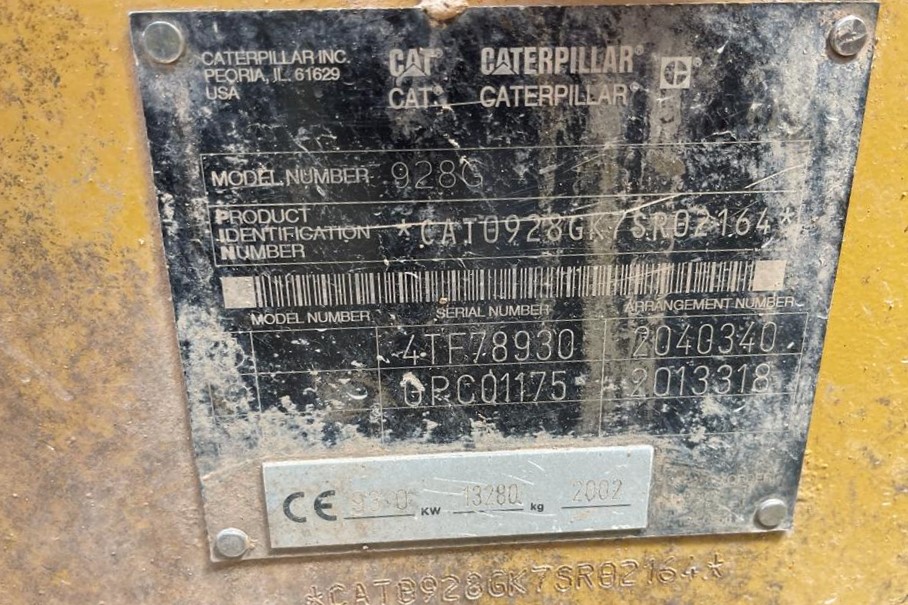 CATERPILLAR INC.
PEORIA, IL. 61629
USA
CAT® CATERPILLAR®
CAT® CATERPILLAR®
MODEL NUMBER 928G
PRODUCT
IDENTIFICATION
NUMBER
*CAT0928GK7SR02164*
MODEL NUMBER SERIAL NUMBER ARRANGEMENT NUMBER
4TF78930 2040340
2013318
CE KW 13280 kg 2002
*CAT0928GK7SR02164*